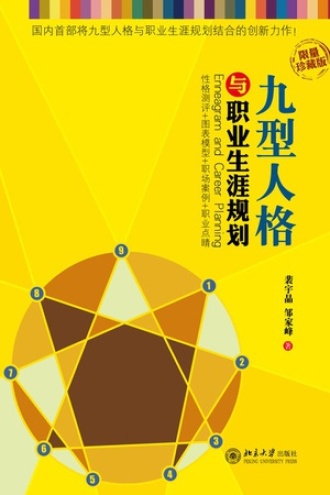 国内首部将九型人格与职业生涯规划结合的创新力作！
限量
珍藏版
九型人格
与职业生涯规划
Enneagram and Career Planning
性格测评+图表模型+职场案例+职业点睛
裴宇晶 邹家峰 著
9
8
1
7
2
6
3
5
4
北京大学出版社